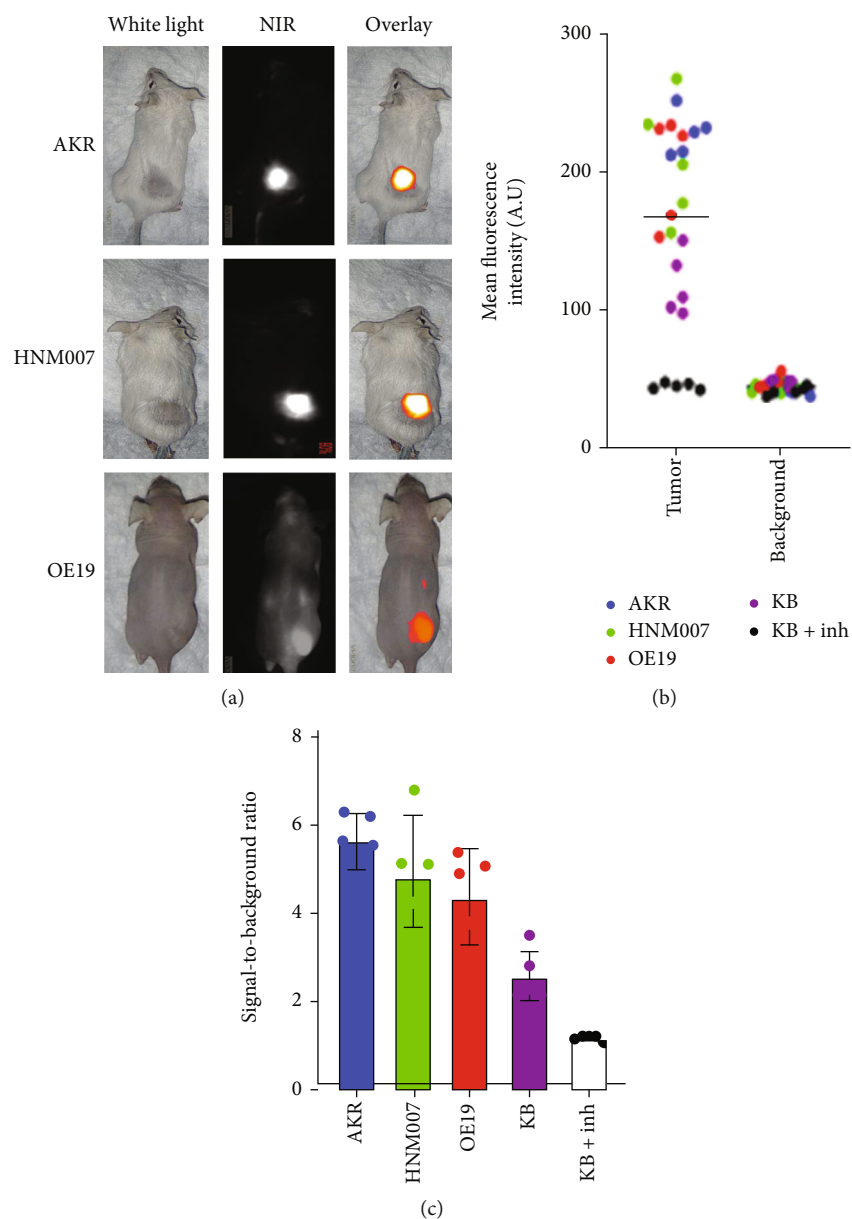 White light NIR Overlay
AKR
HNM007
OE19
(a)
(b)
300
200
100
0
Mean fluorescence
intensity (A.U)
Tumor
Background
AKR
HNM007
OE19
KB
KB + inh
(c)
8
6
4
2
0
Signal-to-background ratio
AKR
HNM007
OE19
KB
KB + inh